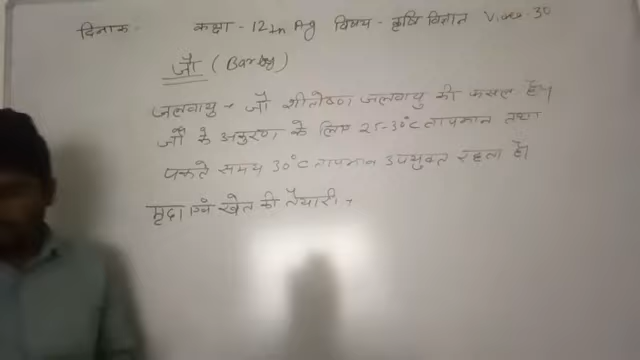 दिनाक- कक्षा - 12th Ag विषय - कृषि विज्ञान Video-30
जौ (Barley)
जलवायु - जौ शीतोष्ण जलवायु की फसल है।
जौ के अंकुरण के लिए 25-30°C तापमान तथा
पकते समय 30°C तापमान उपयुक्त रहता है।
मृदा एवं खेत की तैयारी -